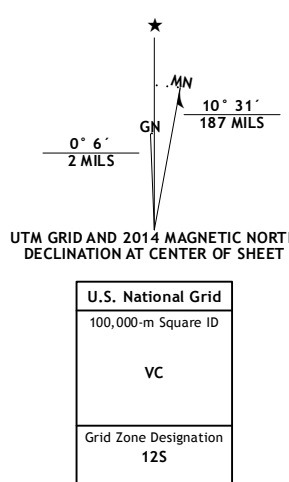 MN
GN
10° 31´
187 MILS
0° 6´
2 MILS
UTM GRID AND 2014 MAGNETIC NORT
DECLINATION AT CENTER OF SHEET
U.S. National Grid
100,000-m Square ID
VC
Grid Zone Designation
12S